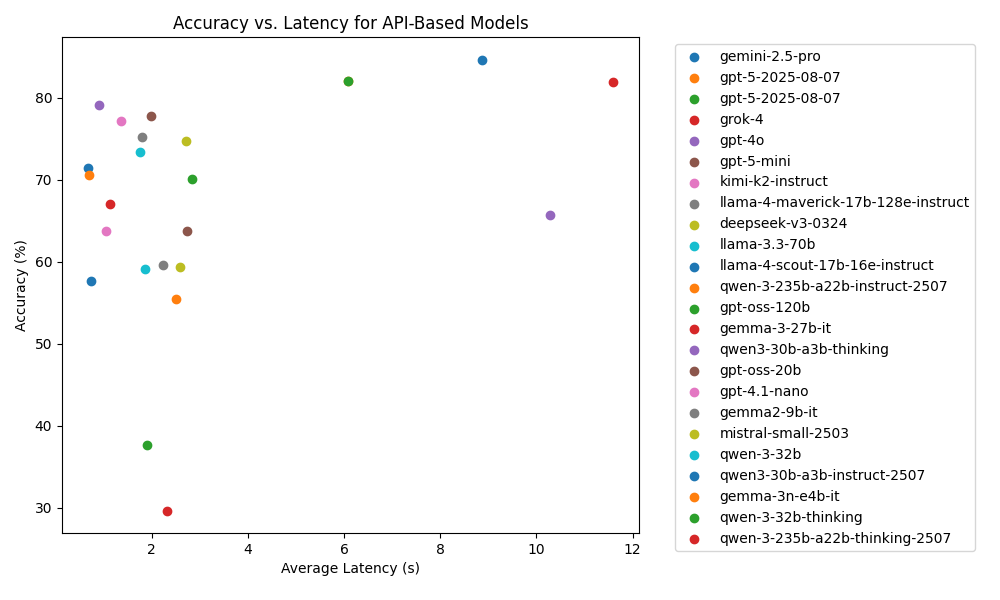 Accuracy vs. Latency for API-Based Models
Accuracy (%)
80
70
60
50
40
30
2
4
6
8
10
12
Average Latency (s)
gemini-2.5-pro
gpt-5-2025-08-07
gpt-5-2025-08-07
grok-4
gpt-4o
gpt-5-mini
kimi-k2-instruct
llama-4-maverick-17b-128e-instruct
deepseek-v3-0324
llama-3.3-70b
llama-4-scout-17b-16e-instruct
qwen-3-235b-a22b-instruct-2507
gpt-oss-120b
gemma-3-27b-it
qwen3-30b-a3b-thinking
gpt-oss-20b
gpt-4.1-nano
gemma2-9b-it
mistral-small-2503
qwen-3-32b
qwen3-30b-a3b-instruct-2507
gemma-3n-e4b-it
qwen-3-32b-thinking
qwen-3-235b-a22b-thinking-2507